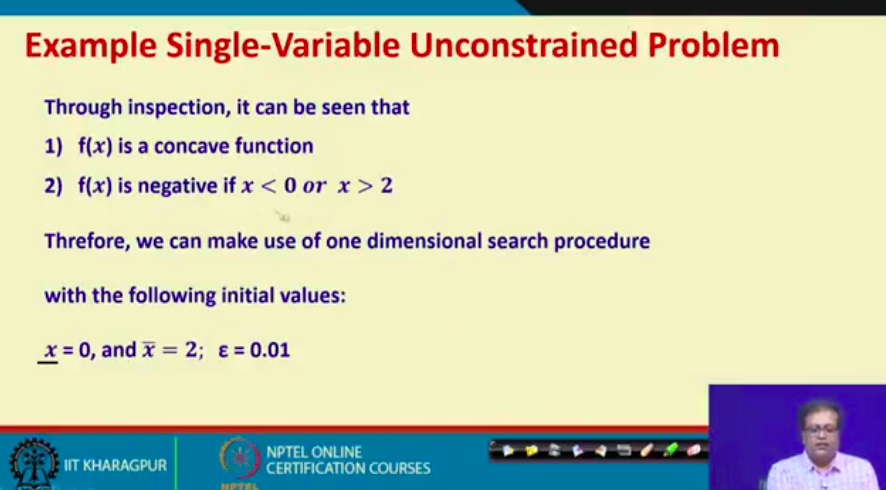 Example Single-Variable Unconstrained Problem
Through inspection, it can be seen that
1) f(x) is a concave function
2) f(x) is negative if x < 0 or x > 2
Threfore, we can make use of one dimensional search procedure
with the following initial values:
x̲ = 0, and x̅ = 2; ε = 0.01
IIT KHARAGPUR
NPTEL ONLINE
CERTIFICATION COURSES
NPTEL